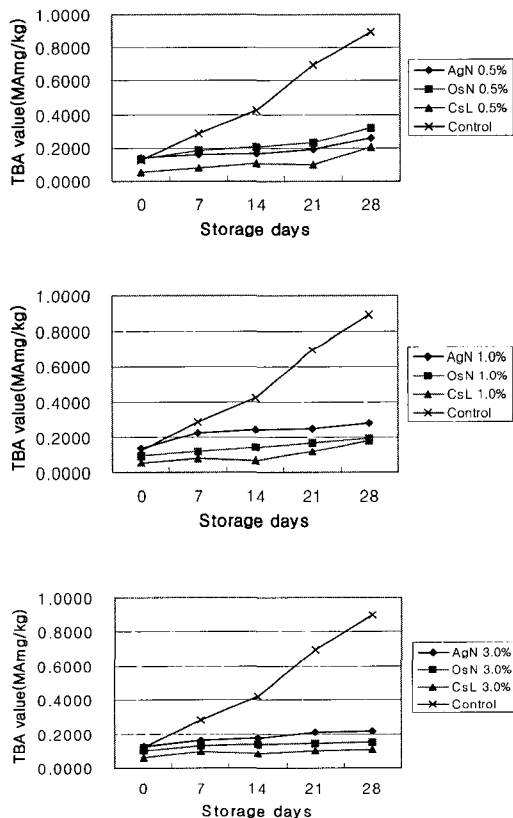 TBA value(MAmg/kg)
1.0000
0.8000
0.6000
0.4000
0.2000
0.0000
0 7 14 21 28
Storage days
AgN 0.5%
OsN 0.5%
CsL 0.5%
Control
TBA value(MAmg/kg)
1.0000
0.8000
0.6000
0.4000
0.2000
0.0000
0 7 14 21 28
Storage days
AgN 1.0%
OsN 1.0%
CsL 1.0%
Control
TBA value(MAmg/kg)
1.0000
0.8000
0.6000
0.4000
0.2000
0.0000
0 7 14 21 28
Storage days
AgN 3.0%
OsN 3.0%
CsL 3.0%
Control